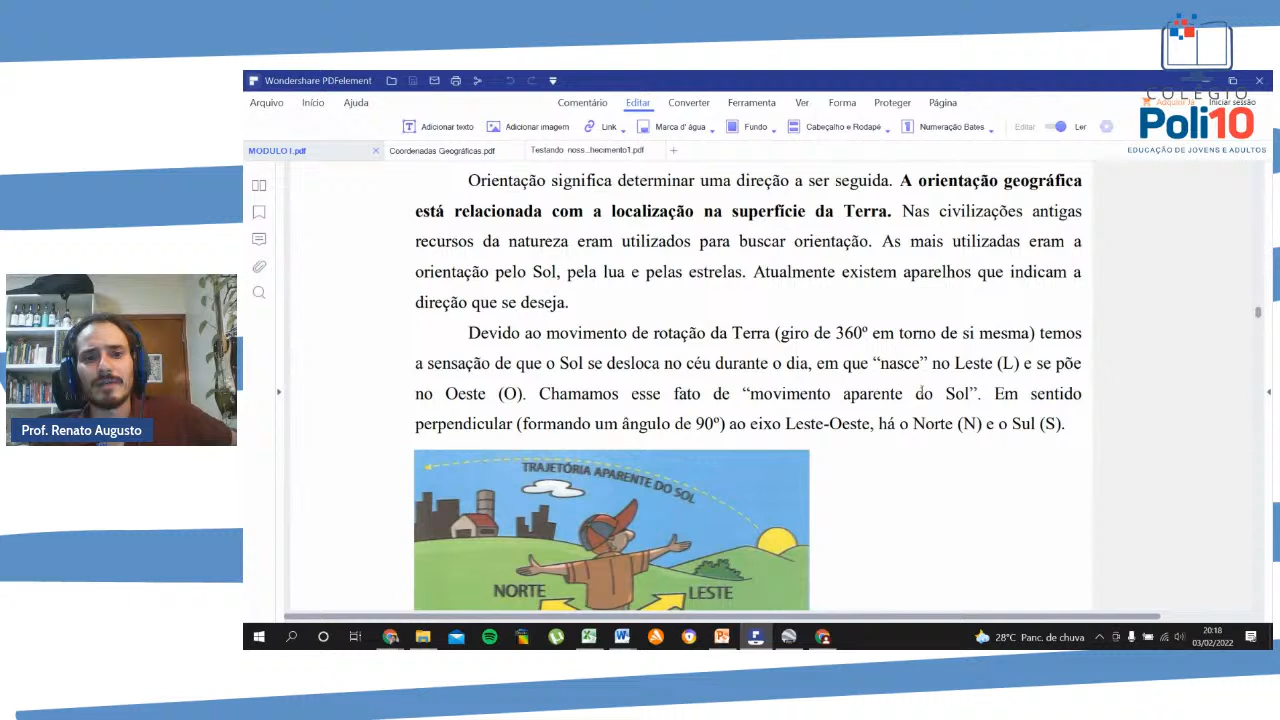 COLÉGIO
Poli10
EDUCAÇÃO DE JOVENS E ADULTOS
Wondershare PDFelement
Arquivo Início Ajuda Comentário Editar Converter Ferramenta Ver Forma Proteger Página Iniciar sessão
Adicionar texto Adicionar imagem Link Marca d' água Fundo Cabeçalho e Rodapé Numeração Bates Editar Ler
MODULO I.pdf Coordenadas Geográficas.pdf Testando noss...hecimento1.pdf
Orientação significa determinar uma direção a ser seguida. A orientação geográfica
está relacionada com a localização na superfície da Terra. Nas civilizações antigas
recursos da natureza eram utilizados para buscar orientação. As mais utilizadas eram a
orientação pelo Sol, pela lua e pelas estrelas. Atualmente existem aparelhos que indicam a
direção que se deseja.
Devido ao movimento de rotação da Terra (giro de 360º em torno de si mesma) temos
a sensação de que o Sol se desloca no céu durante o dia, em que “nasce” no Leste (L) e se põe
no Oeste (O). Chamamos esse fato de “movimento aparente do Sol”. Em sentido
perpendicular (formando um ângulo de 90º) ao eixo Leste-Oeste, há o Norte (N) e o Sul (S).
TRAJETÓRIA APARENTE DO SOL
NORTE
LESTE
Prof. Renato Augusto
28°C Panc. de chuva
20:18
03/02/2022